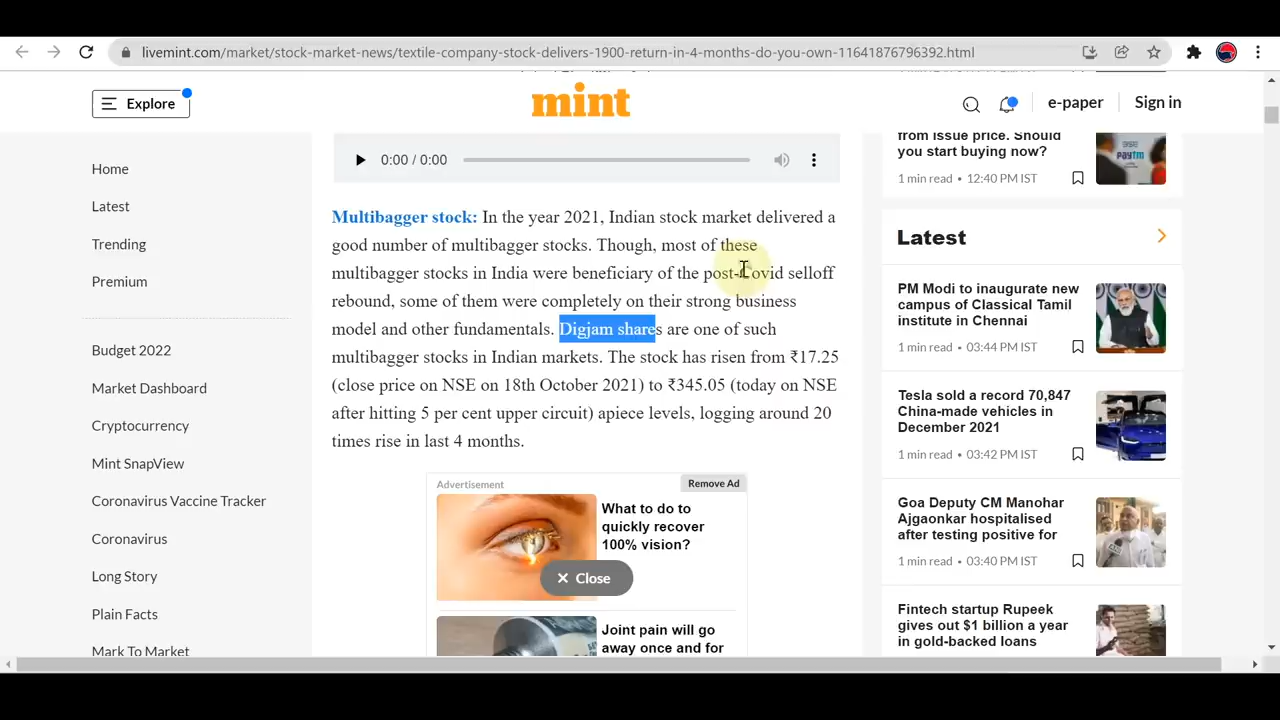 livemint.com/market/stock-market-news/textile-company-stock-delivers-1900-return-in-4-months-do-you-own-11641876796392.html
Explore
mint
e-paper
Sign in
Home
Latest
Trending
Premium
Budget 2022
Market Dashboard
Cryptocurrency
Mint SnapView
Coronavirus Vaccine Tracker
Coronavirus
Long Story
Plain Facts
Mark To Market
0:00 / 0:00
Multibagger stock: In the year 2021, Indian stock market delivered a
good number of multibagger stocks. Though, most of these
multibagger stocks in India were beneficiary of the post-Covid selloff
rebound, some of them were completely on their strong business
model and other fundamentals. Digjam shares are one of such
multibagger stocks in Indian markets. The stock has risen from ₹17.25
(close price on NSE on 18th October 2021) to ₹345.05 (today on NSE
after hitting 5 per cent upper circuit) apiece levels, logging around 20
times rise in last 4 months.
Advertisement
Remove Ad
What to do to
quickly recover
100% vision?
× Close
Joint pain will go
away once and for
from issue price. Should
you start buying now?
1 min read • 12:40 PM IST
Latest
PM Modi to inaugurate new
campus of Classical Tamil
institute in Chennai
1 min read • 03:44 PM IST
Tesla sold a record 70,847
China-made vehicles in
December 2021
1 min read • 03:42 PM IST
Goa Deputy CM Manohar
Ajgaonkar hospitalised
after testing positive for
1 min read • 03:40 PM IST
Fintech startup Rupeek
gives out $1 billion a year
in gold-backed loans